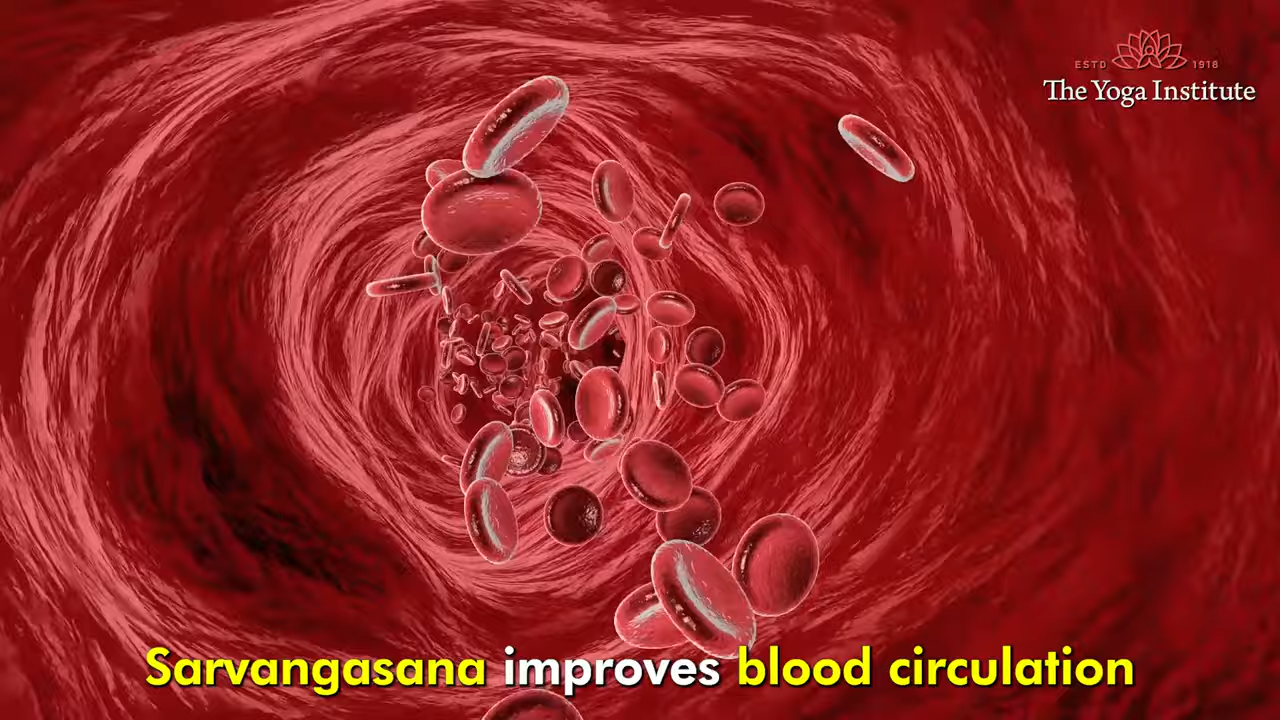 ESTD 1918
The Yoga Institute
Sarvangasana improves blood circulation